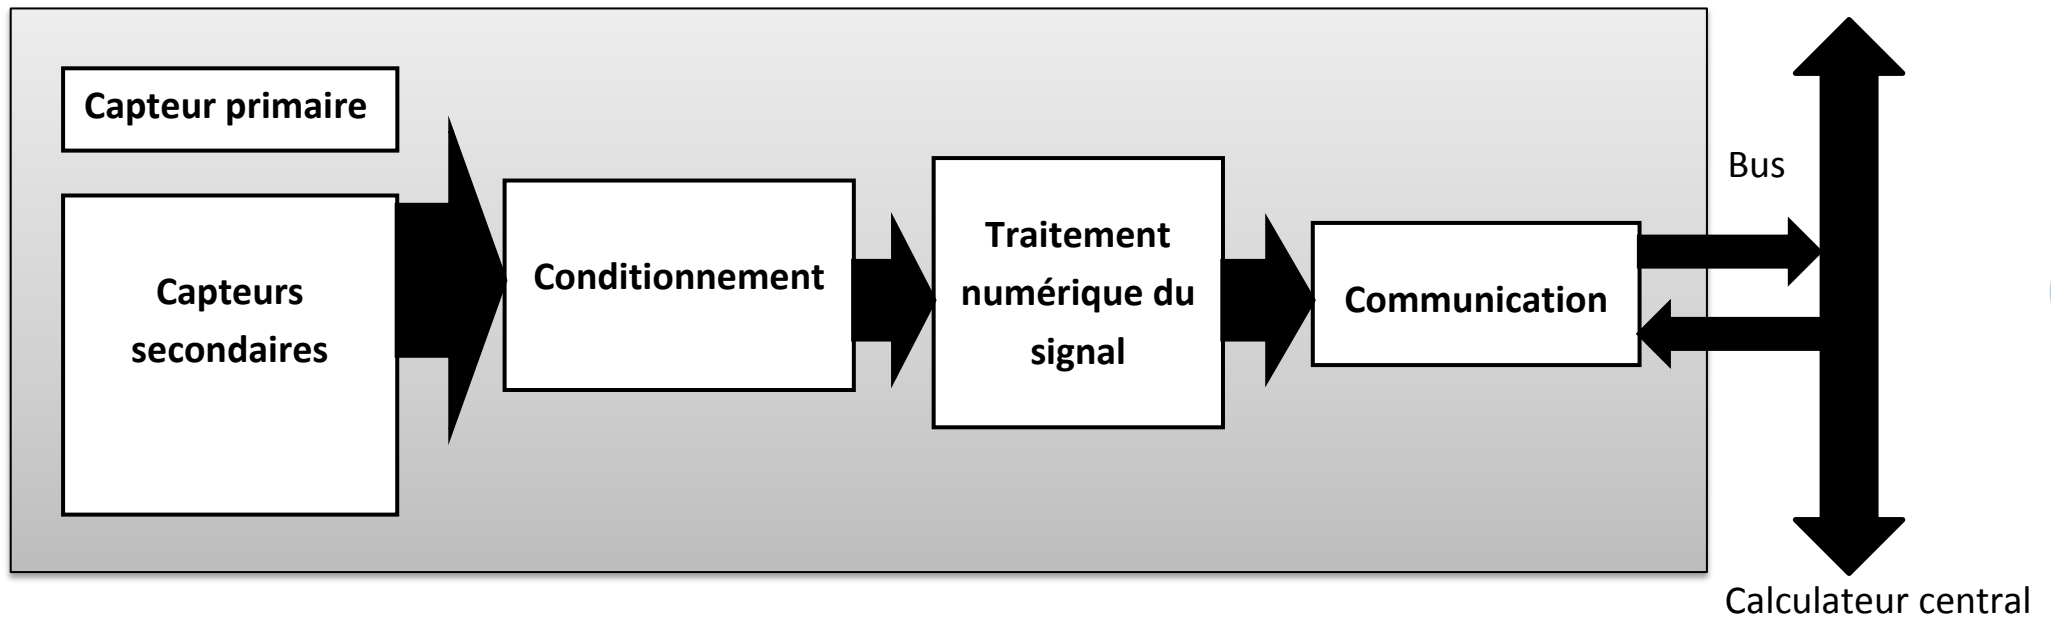 Capteur primaire
Capteurs
secondaires
Conditionnement
Traitement
numérique du
signal
Communication
Bus
Calculateur central